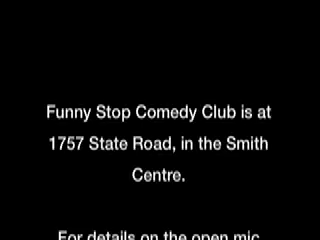 Funny Stop Comedy Club is at
1757 State Road, in the Smith
Centre.
For details on the open mic